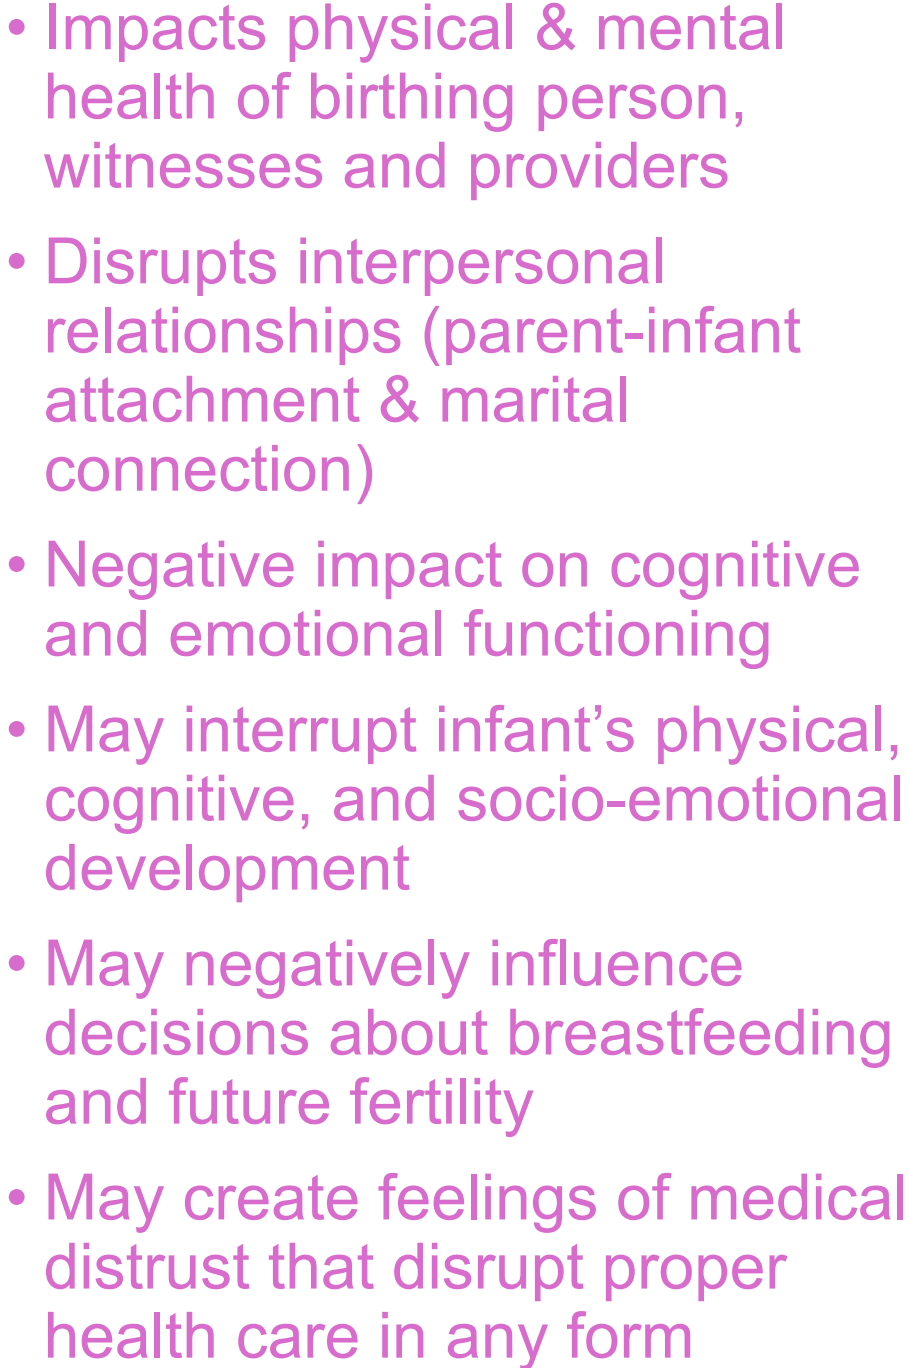 • Impacts physical & mental
health of birthing person,
witnesses and providers
• Disrupts interpersonal
relationships (parent-infant
attachment & marital
connection)
• Negative impact on cognitive
and emotional functioning
• May interrupt infant’s physical,
cognitive, and socio-emotional
development
• May negatively influence
decisions about breastfeeding
and future fertility
• May create feelings of medical
distrust that disrupt proper
health care in any form